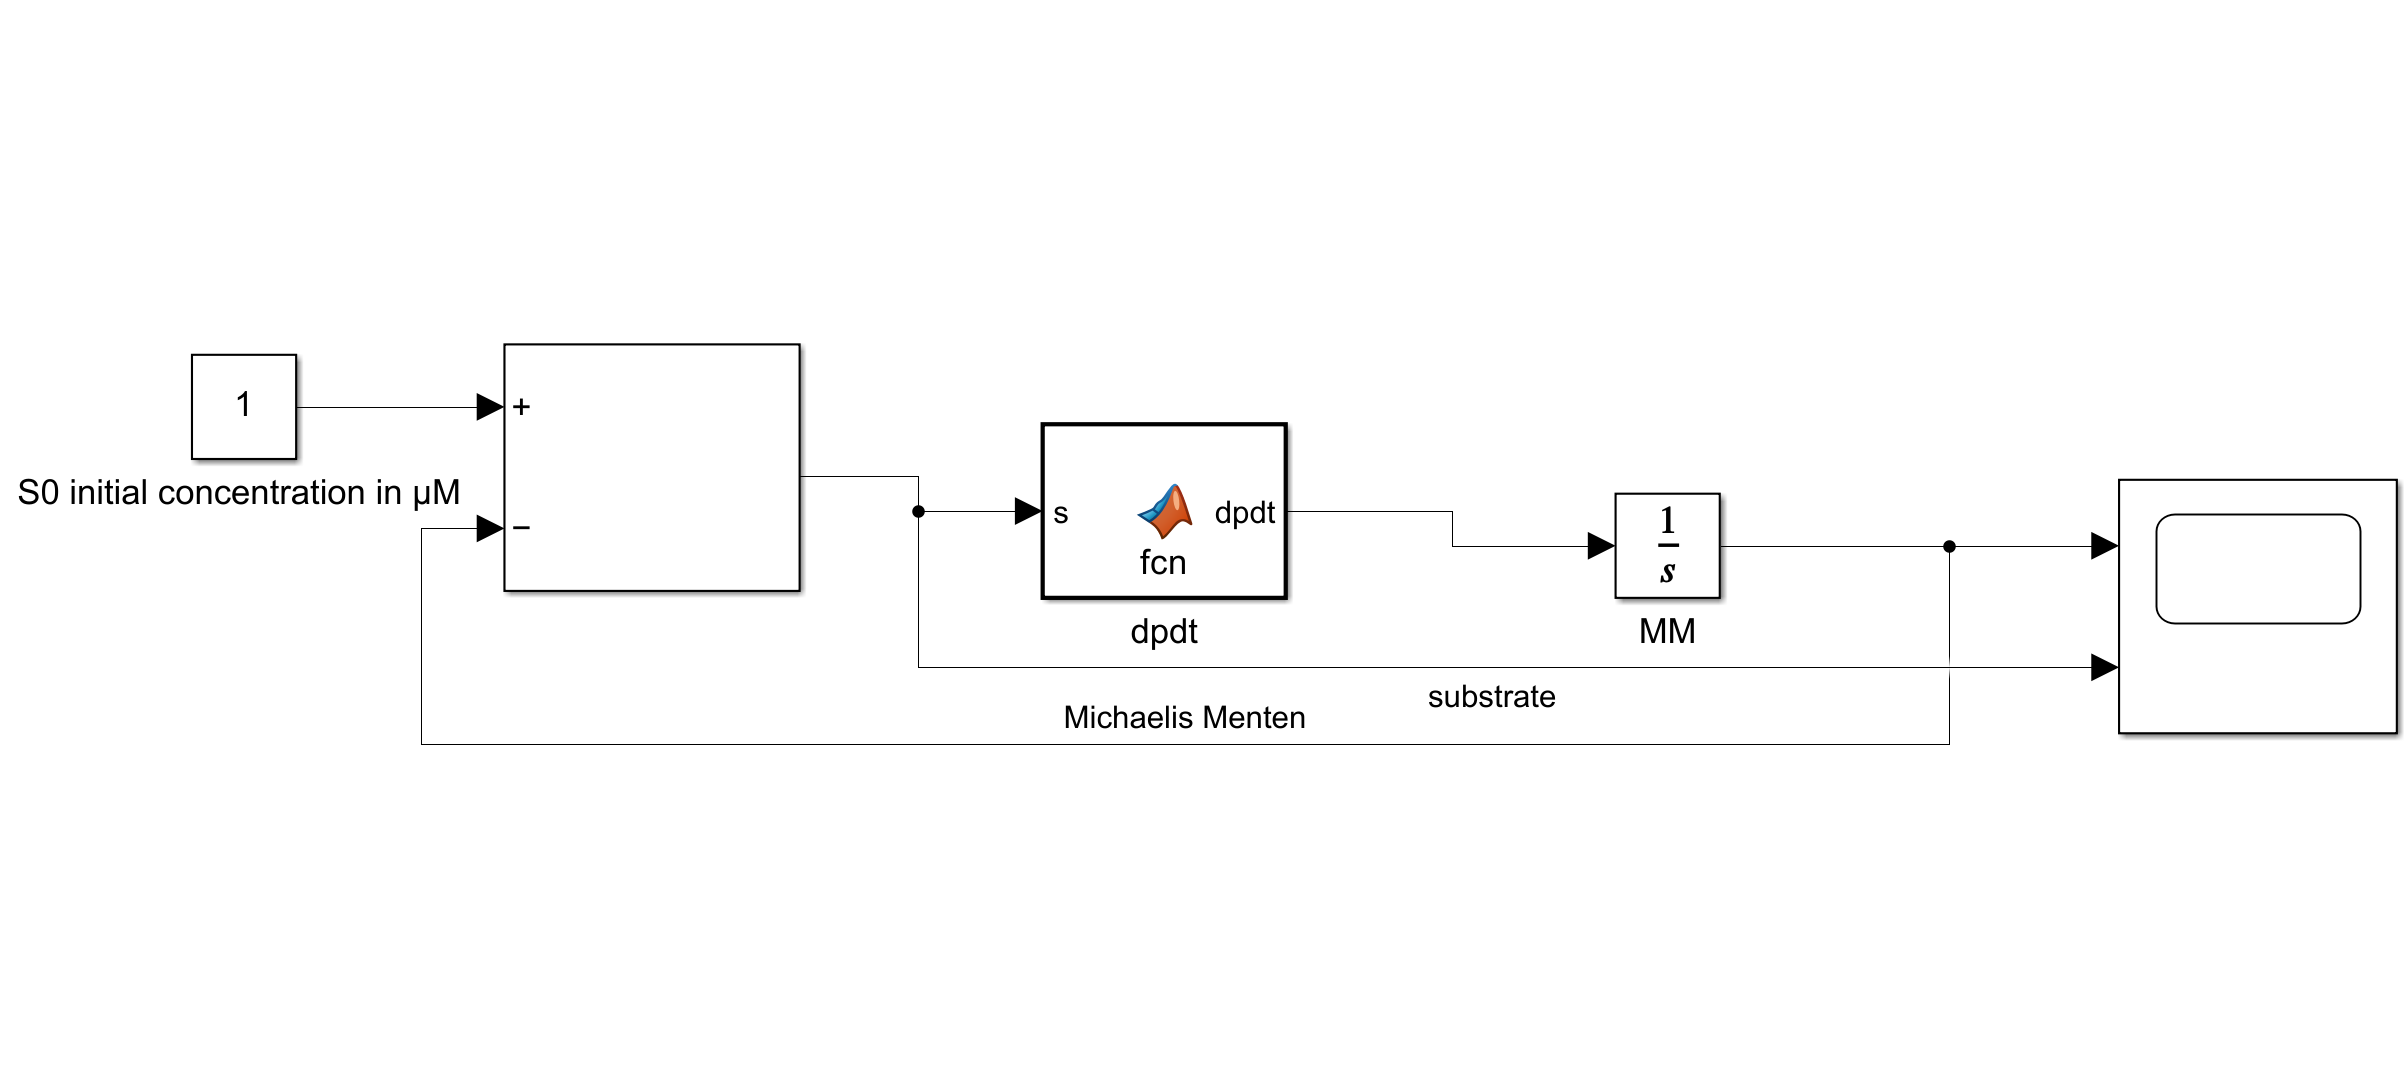 1
S0 initial concentration in µM
+
−
s
dpdt
fcn
dpdt
1
s
MM
substrate
Michaelis Menten